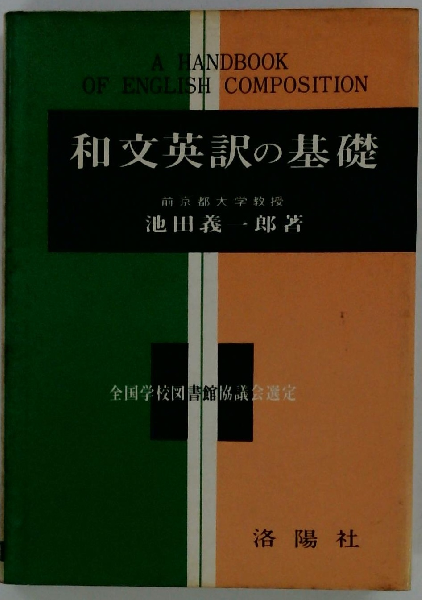 A HANDBOOK
OF ENGLISH COMPOSITION
和文英訳の基礎
前京都大学教授
池田義一郎著
全国学校図書館協議会選定
洛陽社